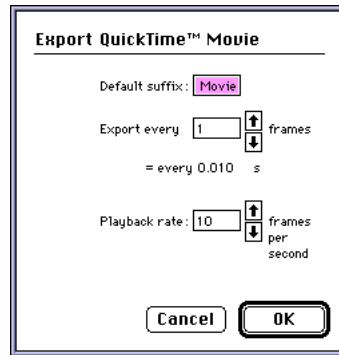 Export QuickTime™ Movie
Default suffix: Movie
Export every 1 frames
= every 0.010 s
Playback rate: 10 frames
per
second
Cancel OK